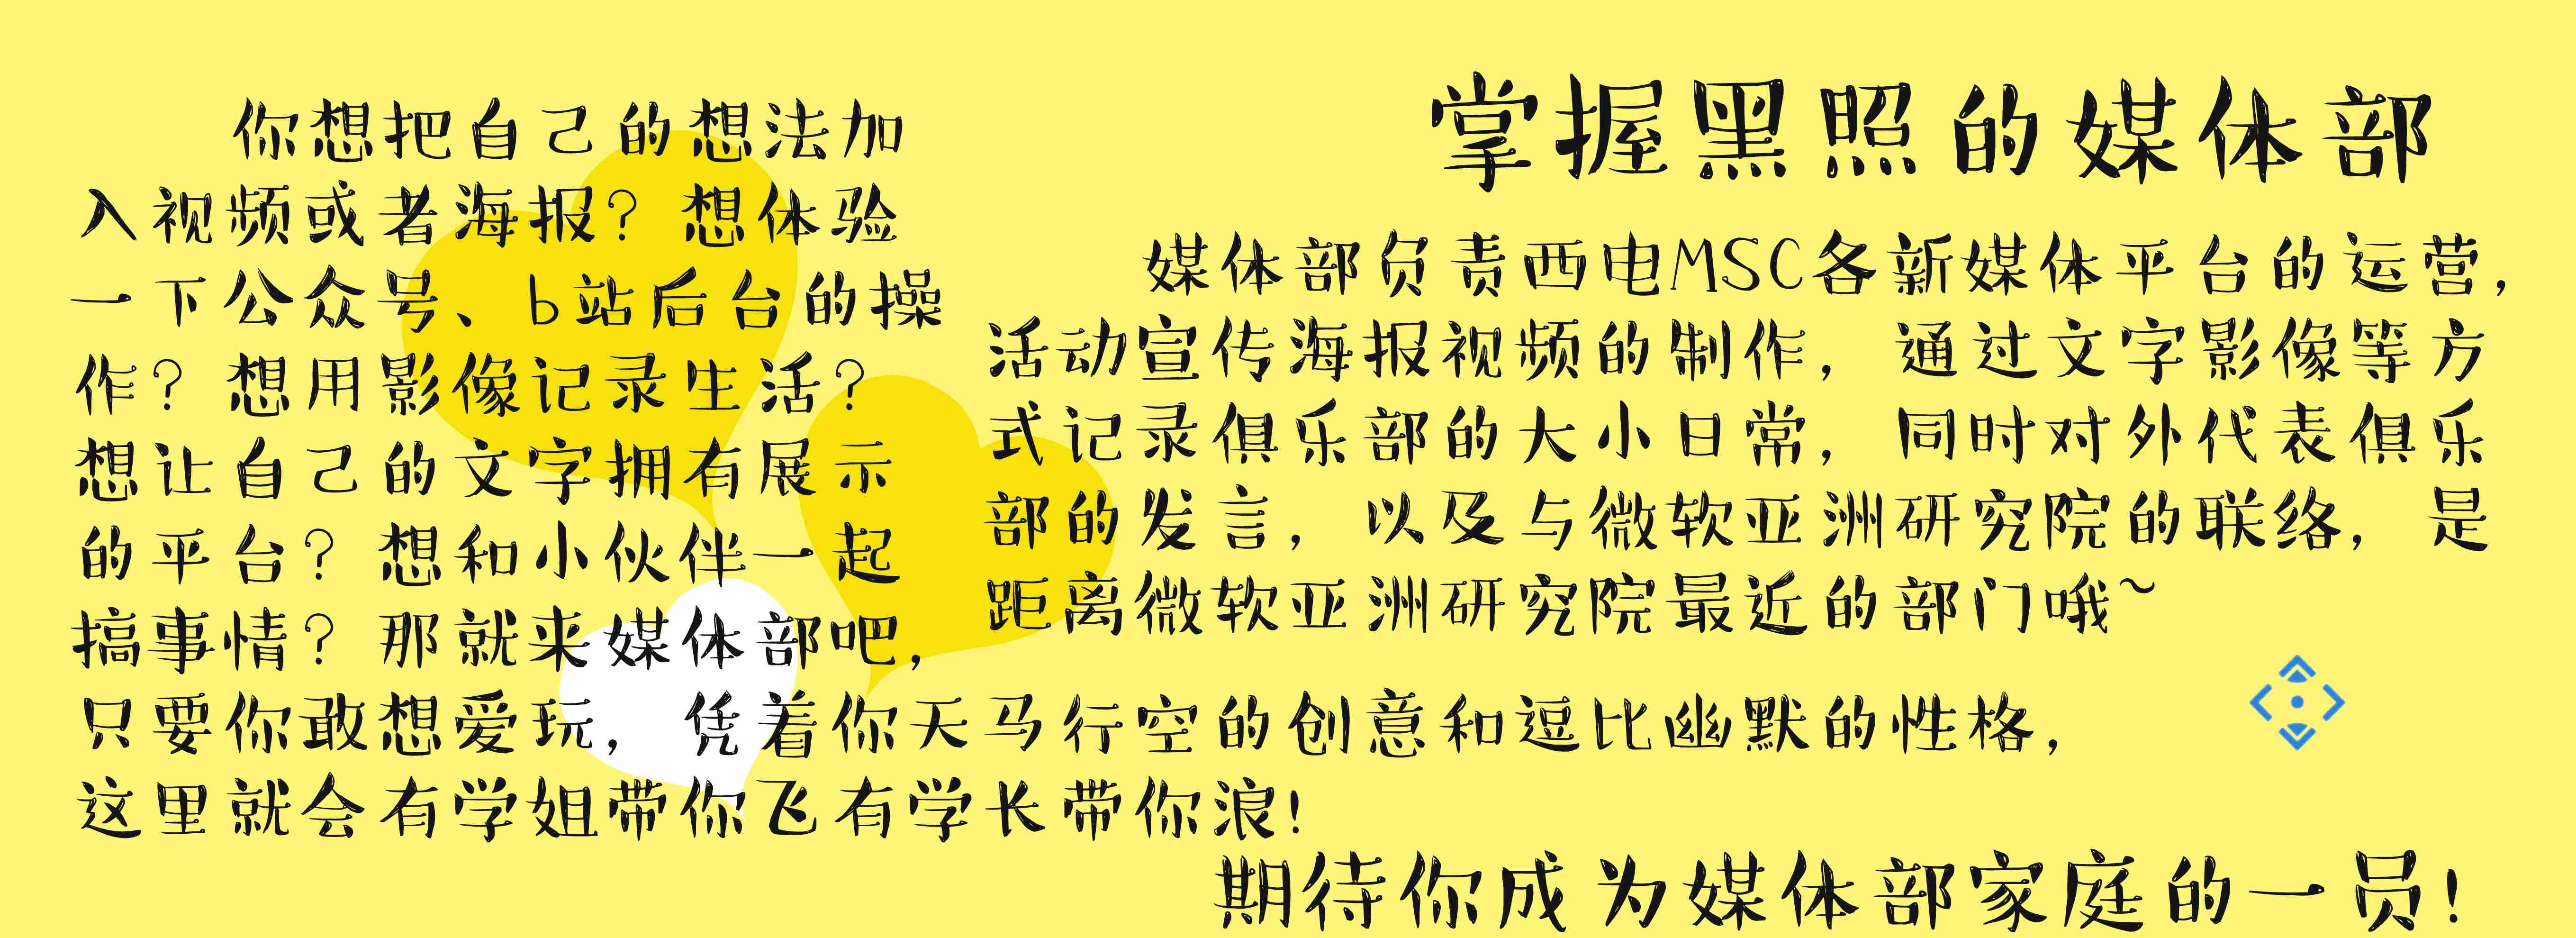 掌握黑照的媒体部
媒体部负责西电MSC各新媒体平台的运营，
活动宣传海报视频的制作，通过文字影像等方
式记录俱乐部的大小日常，同时对外代表俱乐
部的发言，以及与微软亚洲研究院的联络，是
距离微软亚洲研究院最近的部门哦~
你想把自己的想法加
入视频或者海报？想体验
一下公众号、b站后台的操
作？想用影像记录生活？
想让自己的文字拥有展示
的平台？想和小伙伴一起
搞事情？那就来媒体部吧，
只要你敢想爱玩，凭着你天马行空的创意和逗比幽默的性格，
这里就会有学姐带你飞有学长带你浪！
期待你成为媒体部家庭的一员！